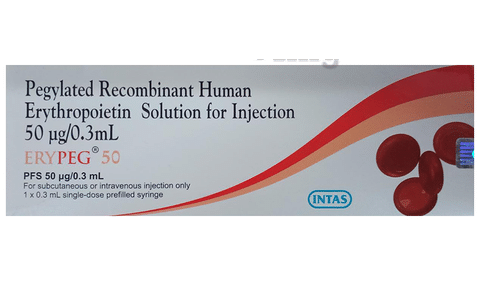 Pegylated Recombinant Human
Erythropoietin Solution for Injection
50 µg/0.3mL
ERYPEG® 50
PFS 50 µg/0.3 mL
For subcutaneous or intravenous injection only
1 x 0.3 mL single-dose prefilled syringe
INTAS